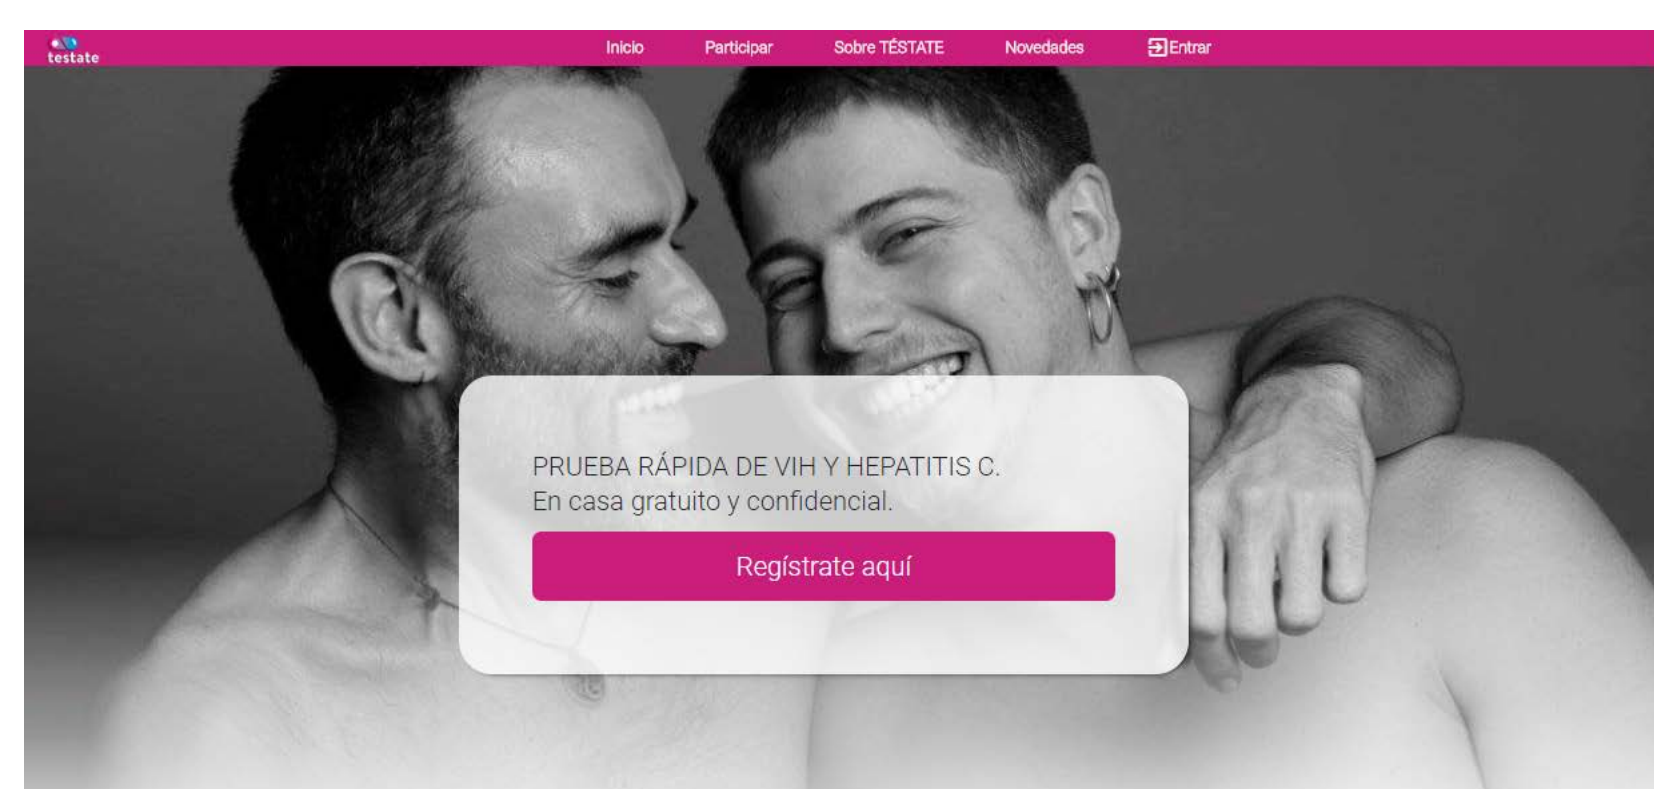 testate
Inicio
Participar
Sobre TÉSTATE
Novedades
Entrar
PRUEBA RÁPIDA DE VIH Y HEPATITIS C.
En casa gratuito y confidencial.
Regístrate aquí